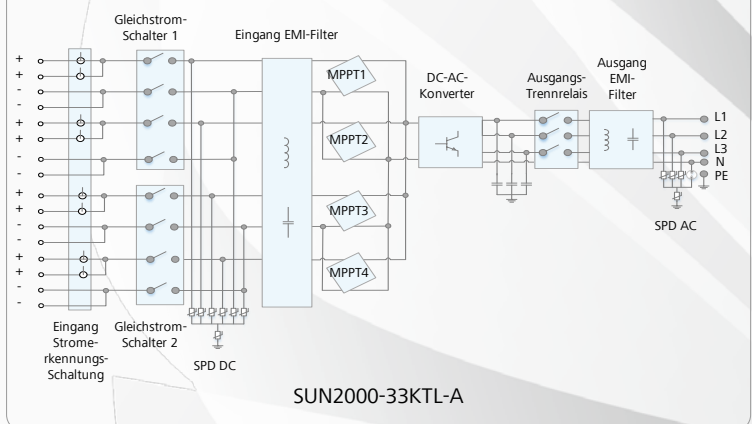 Gleichstrom-
Schalter 1
Eingang EMI-Filter
DC-AC-
Konverter
Ausgangs-
Trennrelais
Ausgang
EMI-
Filter
+
+
-
-
+
+
-
-
+
+
-
-
+
+
-
-
MPPT1
MPPT2
MPPT3
MPPT4
L1
L2
L3
N
PE
SPD AC
Eingang
Strome-
rkennungs-
Schaltung
Gleichstrom-
Schalter 2
SPD DC
SUN2000-33KTL-A